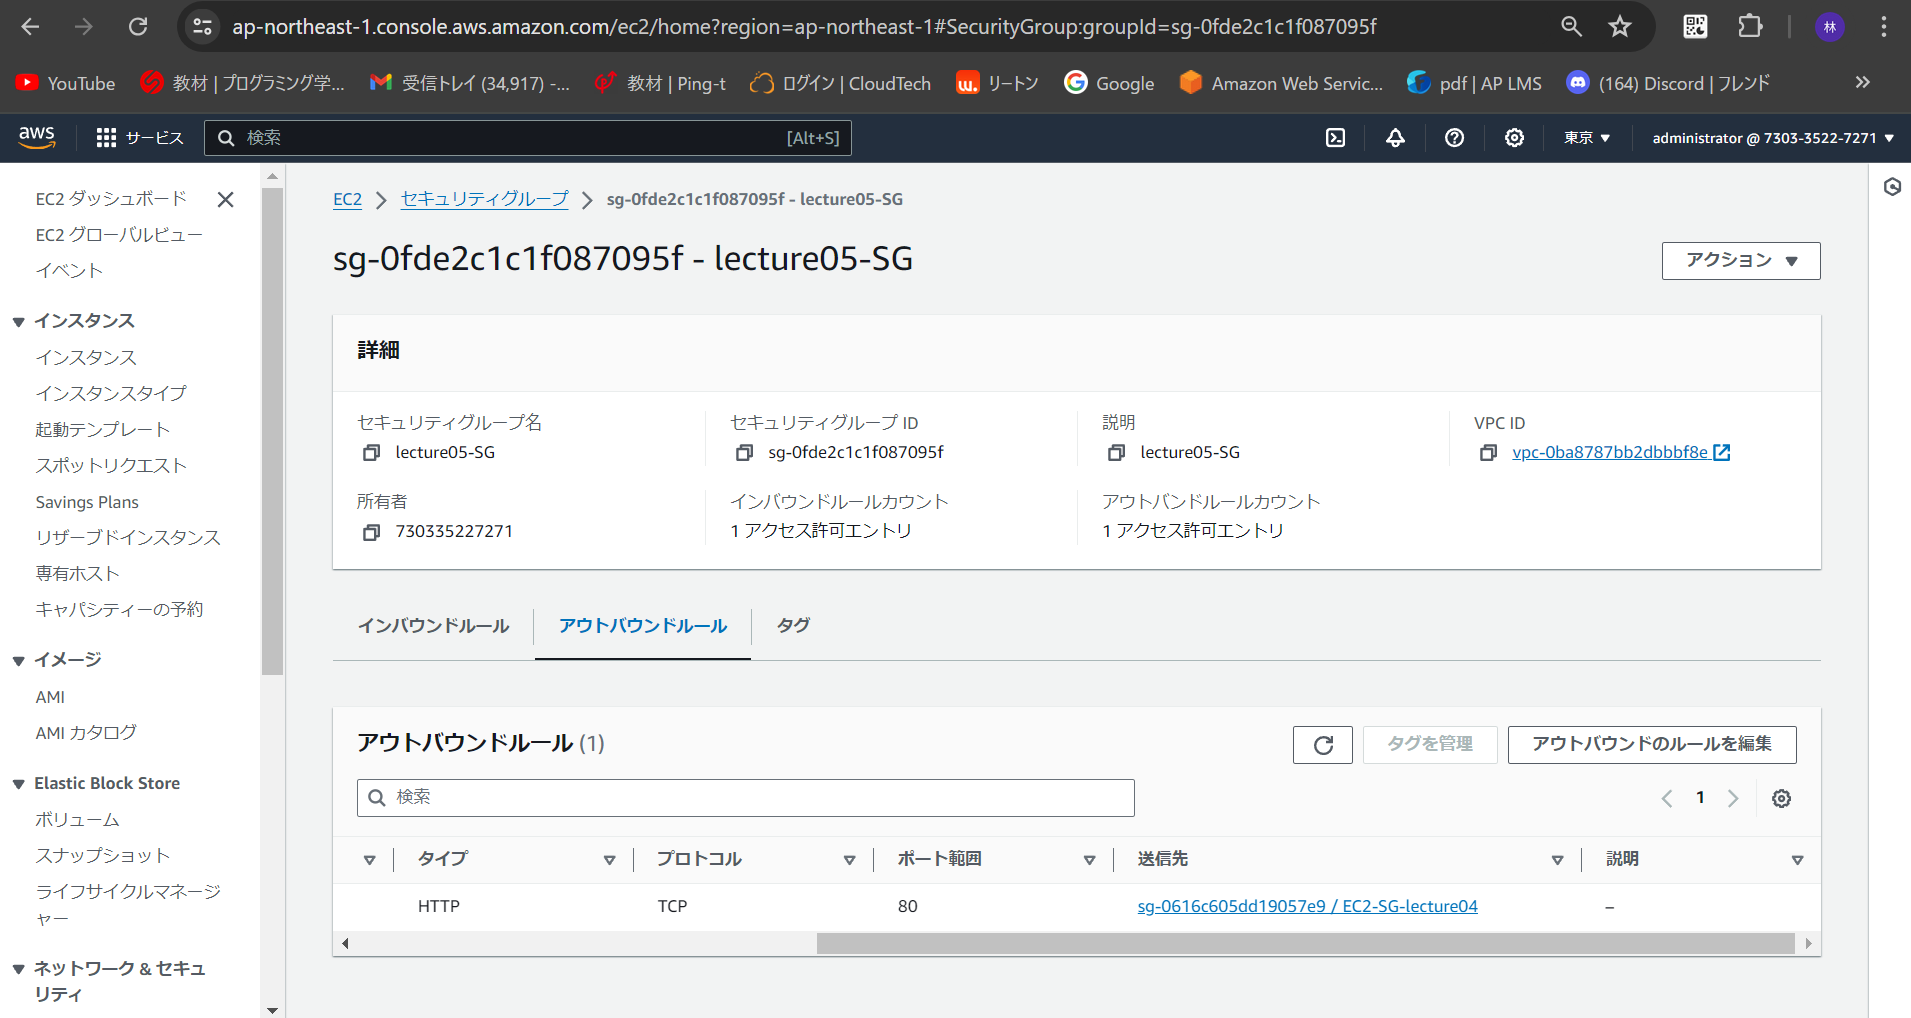 ap-northeast-1.console.aws.amazon.com/ec2/home?region=ap-northeast-1#SecurityGroup:groupId=sg-0fde2c1c1f087095f
林
YouTube
教材 | プログラミング学...
受信トレイ (34,917) -...
教材 | Ping-t
ログイン | CloudTech
w.
リートン
Google
Amazon Web Servic...
pdf | AP LMS
(164) Discord | フレンド
aws
サービス
検索
[Alt+S]
東京
administrator @ 7303-3522-7271
EC2 ダッシュボード
EC2 グローバルビュー
イベント
インスタンス
インスタンス
インスタンスタイプ
起動テンプレート
スポットリクエスト
Savings Plans
リザーブドインスタンス
専有ホスト
キャパシティーの予約
イメージ
AMI
AMI カタログ
Elastic Block Store
ボリューム
スナップショット
ライフサイクルマネージ
ャー
ネットワーク & セキュ
リティ
EC2
セキュリティグループ
sg-0fde2c1c1f087095f - lecture05-SG
sg-0fde2c1c1f087095f - lecture05-SG
アクション
詳細
セキュリティグループ名
lecture05-SG
セキュリティグループ ID
sg-0fde2c1c1f087095f
説明
lecture05-SG
VPC ID
vpc-0ba8787bb2dbbbf8e
所有者
730335227271
インバウンドルールカウント
1 アクセス許可エントリ
アウトバンドルールカウント
1 アクセス許可エントリ
インバウンドルール
アウトバウンドルール
タグ
アウトバウンドルール (1)
タグを管理
アウトバウンドのルールを編集
検索
1
タイプ
プロトコル
ポート範囲
送信先
説明
HTTP
TCP
80
sg-0616c605dd19057e9 / EC2-SG-lecture04
–